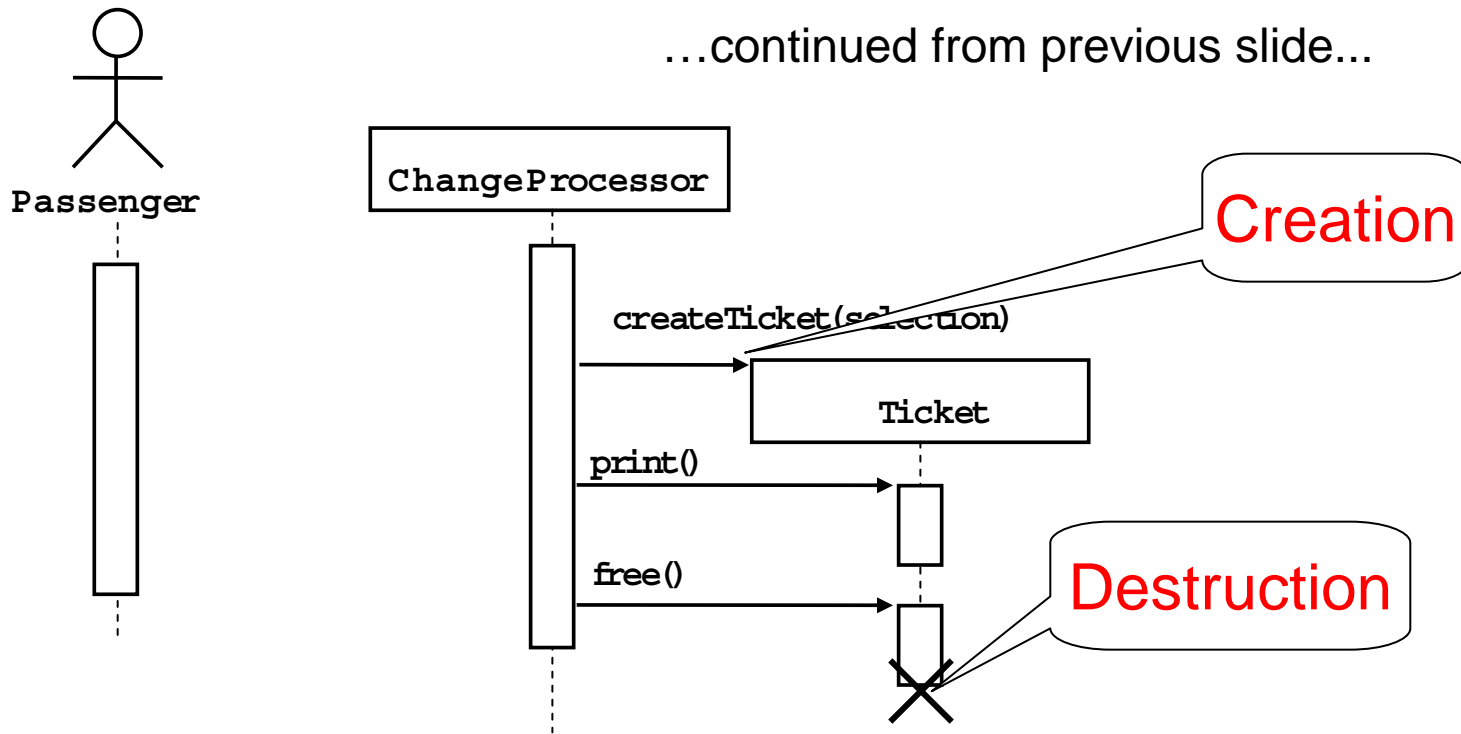 …continued from previous slide...
ChangeProcessor
Passenger
Creation
createTicket(selection)
Ticket
print()
free()
Destruction